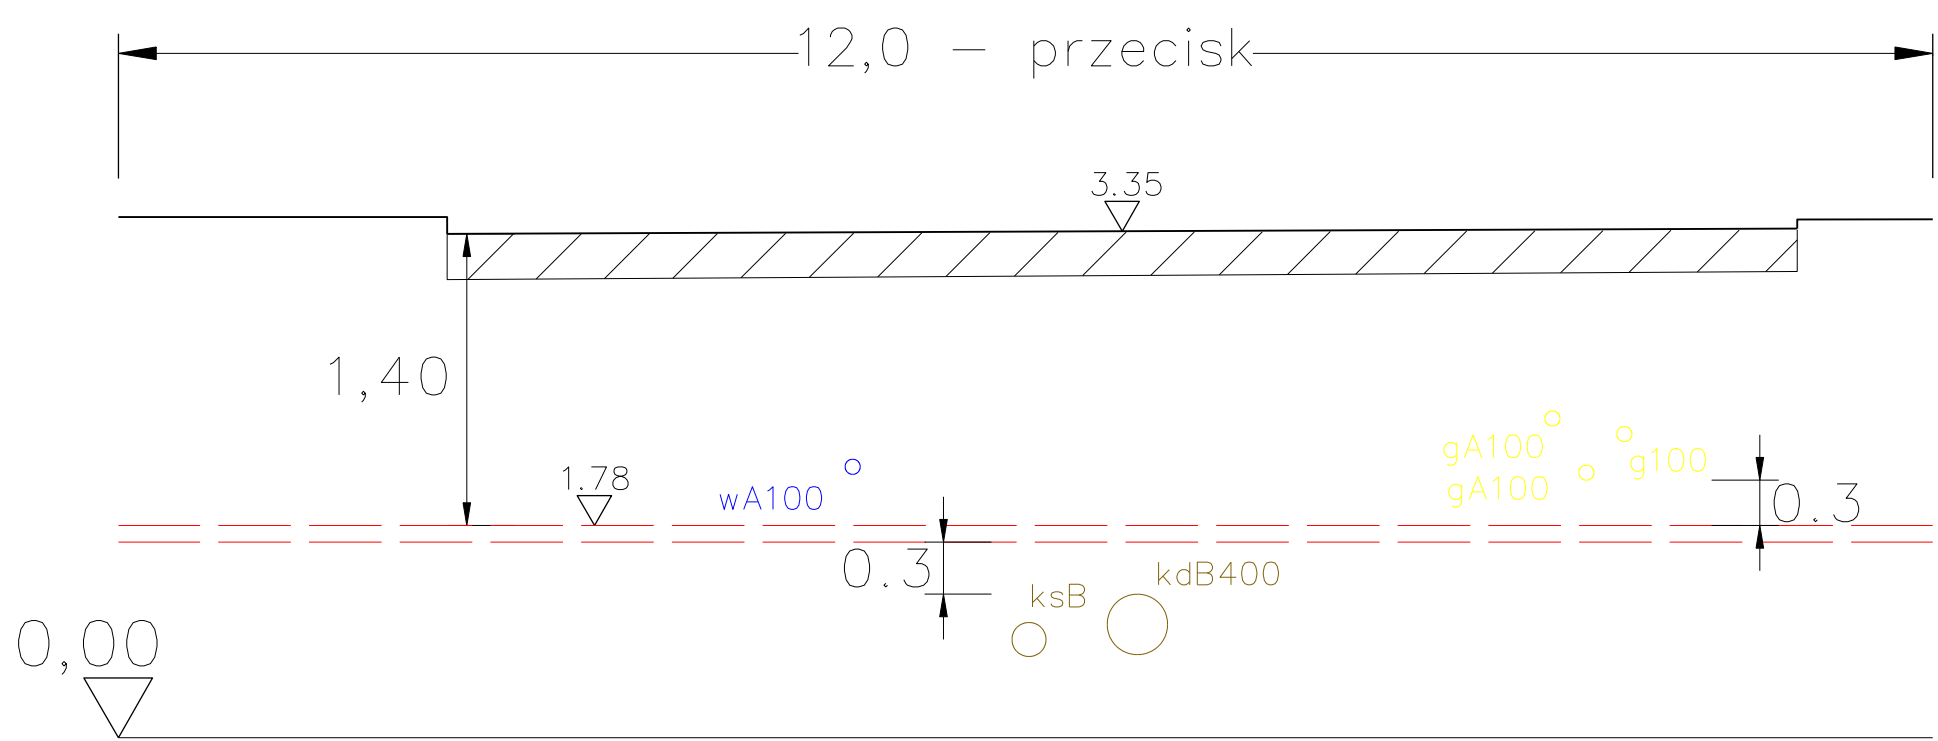 12,0 – przecisk
3.35
1,40
1.78
wA100
gA100
g100
gA100
0.3
0.3
kdB400
ksB
0,00